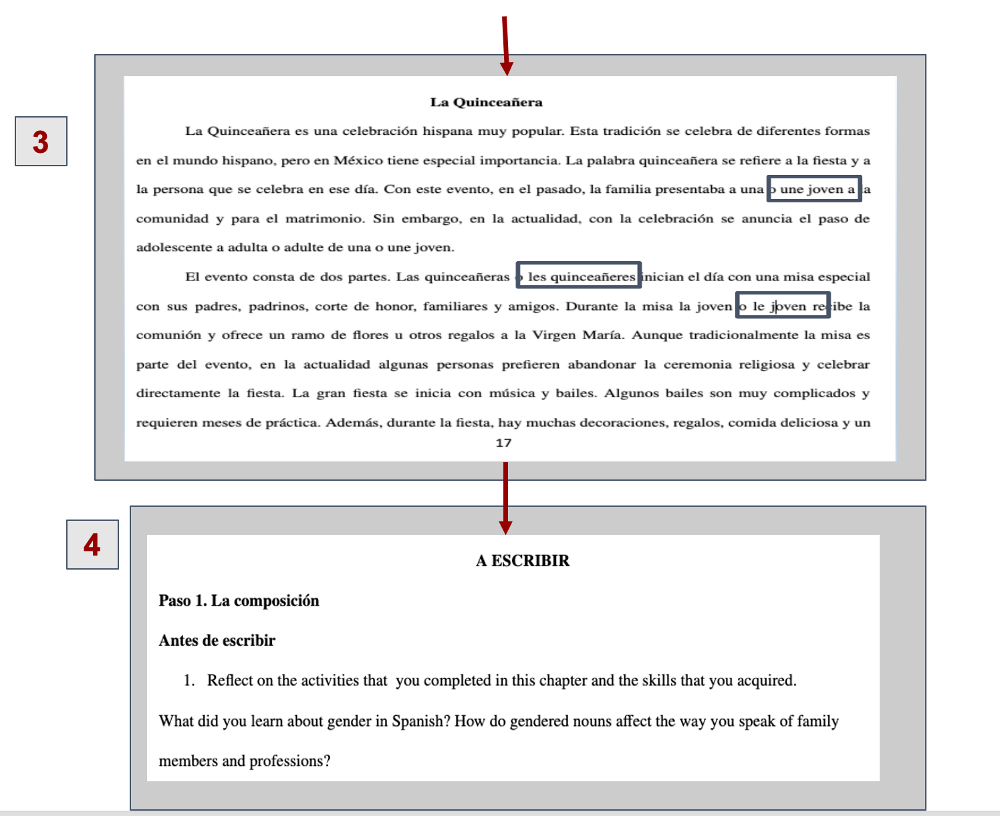 3
La Quinceañera
La Quinceañera es una celebración hispana muy popular. Esta tradición se celebra de diferentes formas
en el mundo hispano, pero en México tiene especial importancia. La palabra quinceañera se refiere a la fiesta y a
la persona que se celebra en ese día. Con este evento, en el pasado, la familia presentaba a una o une joven a la
comunidad y para el matrimonio. Sin embargo, en la actualidad, con la celebración se anuncia el paso de
adolescente a adulta o adulte de una o une joven.
El evento consta de dos partes. Las quinceañeras o les quinceañeres inician el día con una misa especial
con sus padres, padrinos, corte de honor, familiares y amigos. Durante la misa la joven o le joven recibe la
comunión y ofrece un ramo de flores u otros regalos a la Virgen María. Aunque tradicionalmente la misa es
parte del evento, en la actualidad algunas personas prefieren abandonar la ceremonia religiosa y celebrar
directamente la fiesta. La gran fiesta se inicia con música y bailes. Algunos bailes son muy complicados y
requieren meses de práctica. Además, durante la fiesta, hay muchas decoraciones, regalos, comida deliciosa y un
17
4
A ESCRIBIR
Paso 1. La composición
Antes de escribir
1. Reflect on the activities that you completed in this chapter and the skills that you acquired.
What did you learn about gender in Spanish? How do gendered nouns affect the way you speak of family
members and professions?